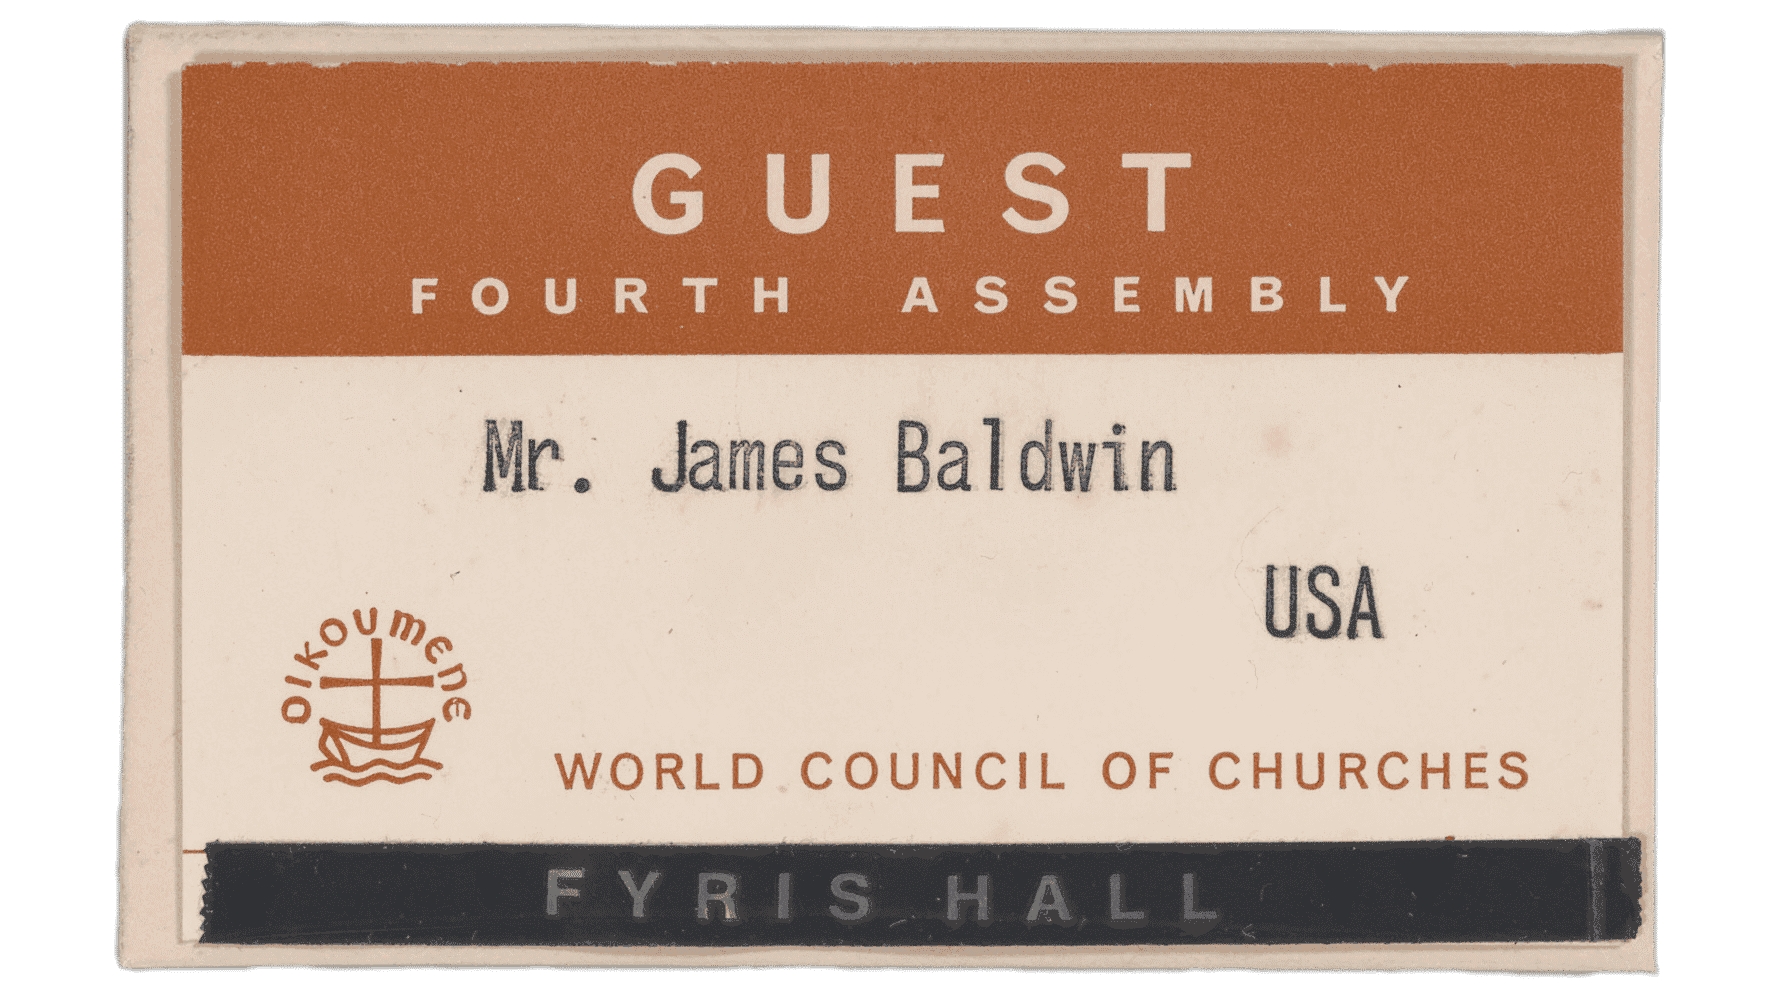 GUEST
FOURTH ASSEMBLY
Mr. James Baldwin
USA
OIKOUMENE
WORLD COUNCIL OF CHURCHES
FYRIS HALL